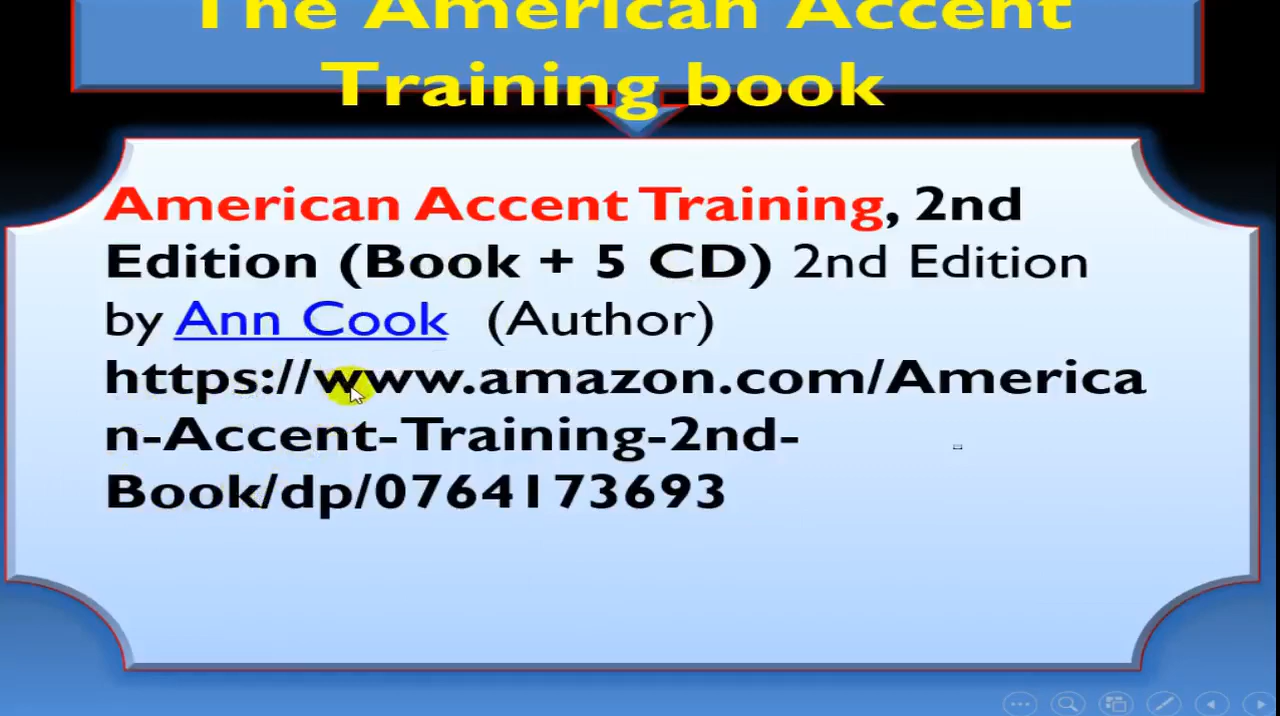 The American Accent
Training book
American Accent Training, 2nd
Edition (Book + 5 CD) 2nd Edition
by Ann Cook (Author)
https://www.amazon.com/America
n-Accent-Training-2nd-
Book/dp/0764173693